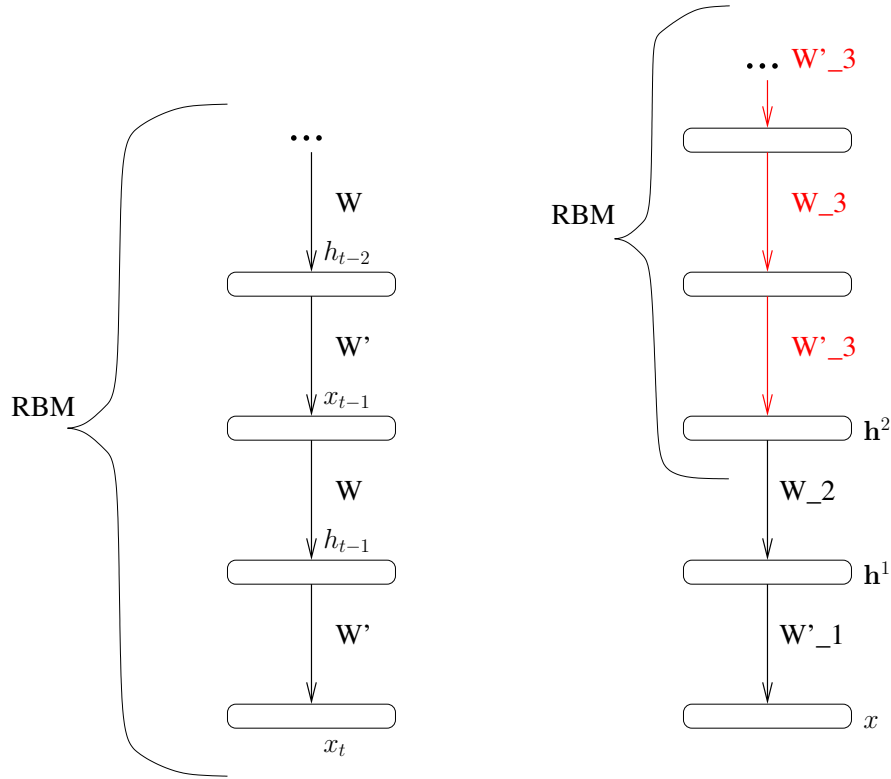 ...
W
h_{t-2}
W'
RBM
x_{t-1}
W
h_{t-1}
W'
x_t
... W'_3
W_3
RBM
W'_3
h^2
W_2
h^1
W'_1
x